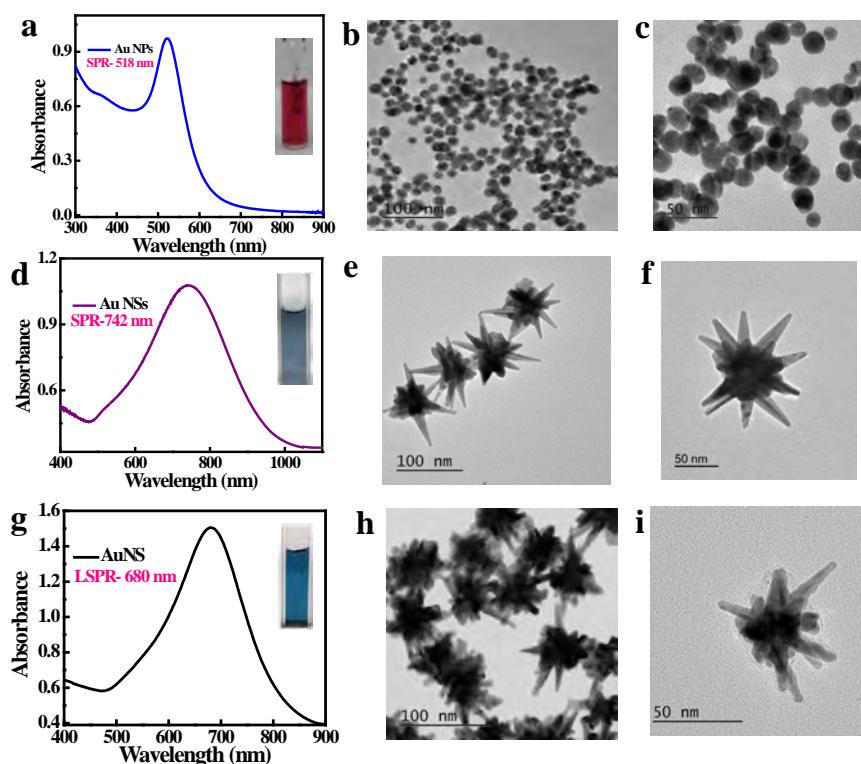 a
Au NPs
SPR- 518 nm
Absorbance
0.9
0.6
0.3
0.0
300 400 500 600 700 800 900
Wavelength (nm)
b
100 nm
c
50 nm
d
Au NSs
SPR-742 nm
Absorbance
1.2
0.9
0.6
400 600 800 1000
Wavelength (nm)
e
100 nm
f
50 nm
g
AuNS
LSPR- 680 nm
Absorbance
1.6
1.4
1.2
1.0
0.8
0.6
0.4
400 500 600 700 800 900
Wavelength (nm)
h
100 nm
i
50 nm